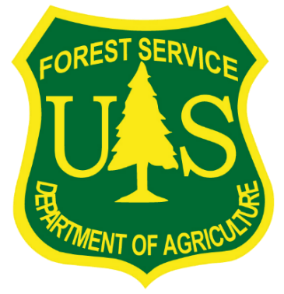 FOREST SERVICE
U S
DEPARTMENT OF AGRICULTURE